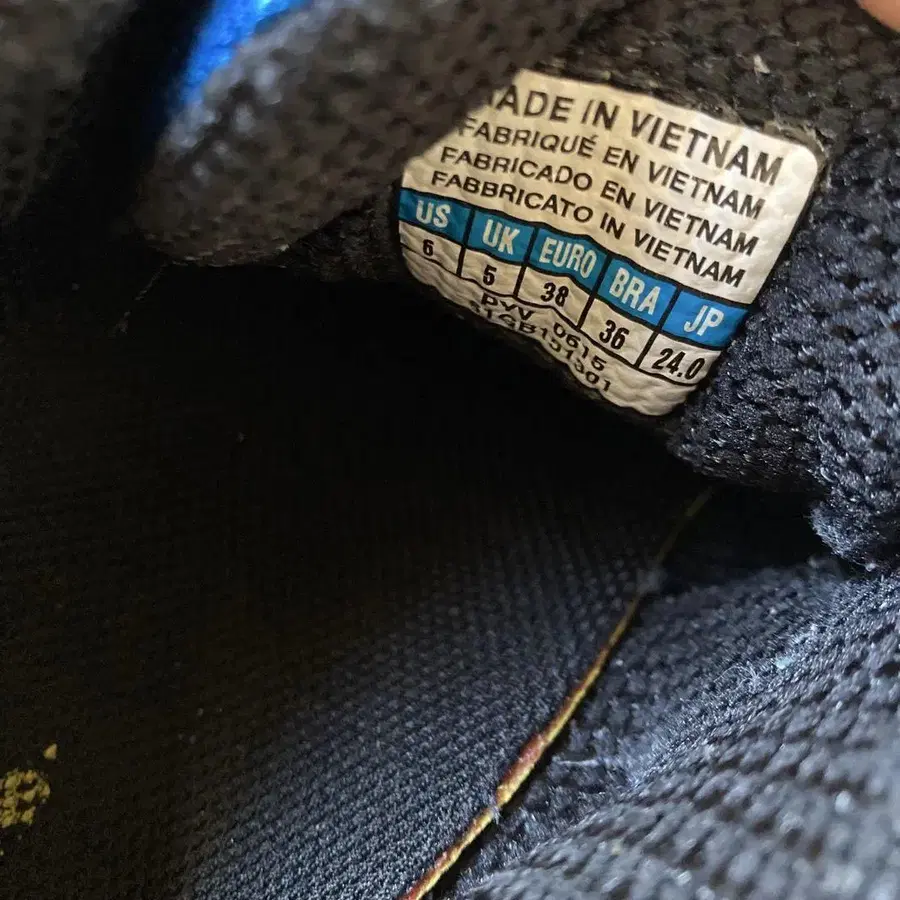 MADE IN VIETNAM
FABRIQUÉ EN VIETNAM
FABRICADO EN VIETNAM
FABBRICATO IN VIETNAM
US UK EURO BRA JP
6 5 38 36 24.0
PYV 0615